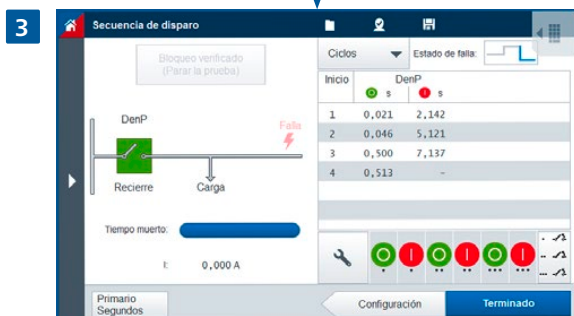 3
Secuencia de disparo
Bloqueo verificado
(Parar la prueba)
DenP
Falla
Recierre
Carga
Tiempo muerto:
I: 0,000 A
Primario
Segundos
Ciclos
Estado de falla:
Inicio DenP
s s
1 0,021 2,142
2 0,046 5,121
3 0,500 7,137
4 0,513 -
Configuración
Terminado